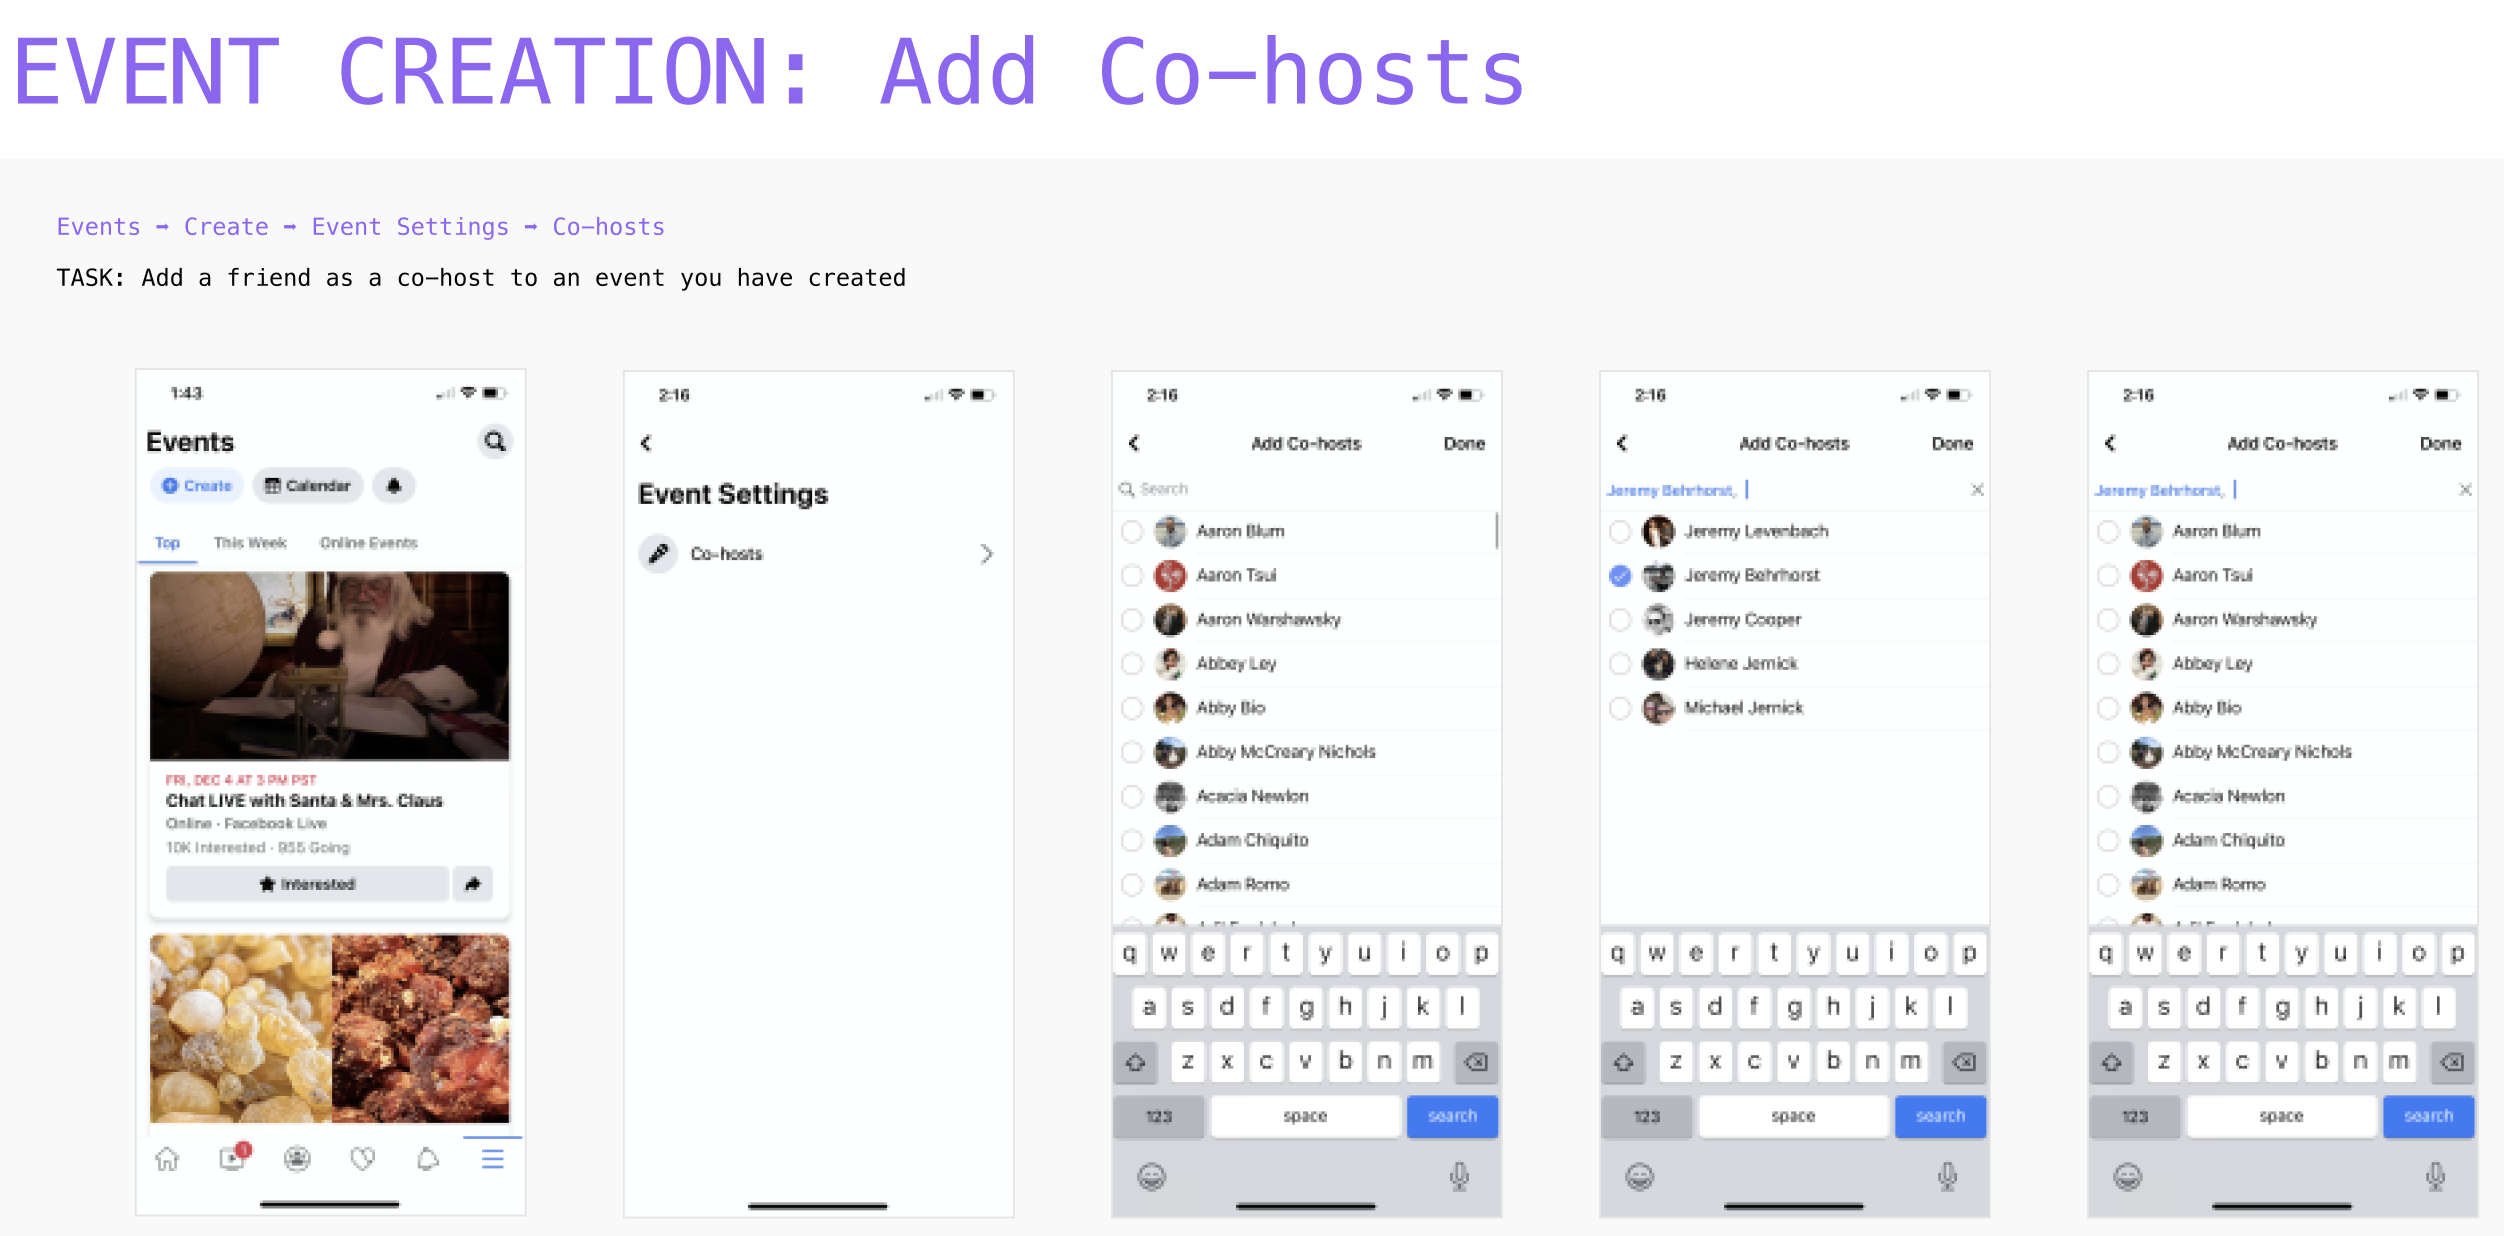 EVENT CREATION: Add Co-hosts
Events → Create → Event Settings → Co-hosts
TASK: Add a friend as a co-host to an event you have created
1:43
Events
Create
Calendar
Top
This Week
Online Events
FRI, DEC 4 AT 3 PM PST
Chat LIVE with Santa & Mrs. Claus
Online · Facebook Live
10K Interested · 955 Going
Interested
1
2:16
Event Settings
Co-hosts
2:16
Add Co-hosts
Done
Search
Aaron Blum
Aaron Tsui
Aaron Warshawsky
Abbey Ley
Abby Bio
Abby McCreary Nichols
Acacia Newlon
Adam Chiquito
Adam Romo
q w e r t y u i o p
a s d f g h j k l
z x c v b n m
123 space search
2:16
Add Co-hosts
Done
Jeremy Behrhorst,
Jeremy Levenbach
Jeremy Behrhorst
Jeremy Cooper
Helene Jernick
Michael Jernick
q w e r t y u i o p
a s d f g h j k l
z x c v b n m
123 space search
2:16
Add Co-hosts
Done
Jeremy Behrhorst,
Aaron Blum
Aaron Tsui
Aaron Warshawsky
Abbey Ley
Abby Bio
Abby McCreary Nichols
Acacia Newlon
Adam Chiquito
Adam Romo
q w e r t y u i o p
a s d f g h j k l
z x c v b n m
123 space search